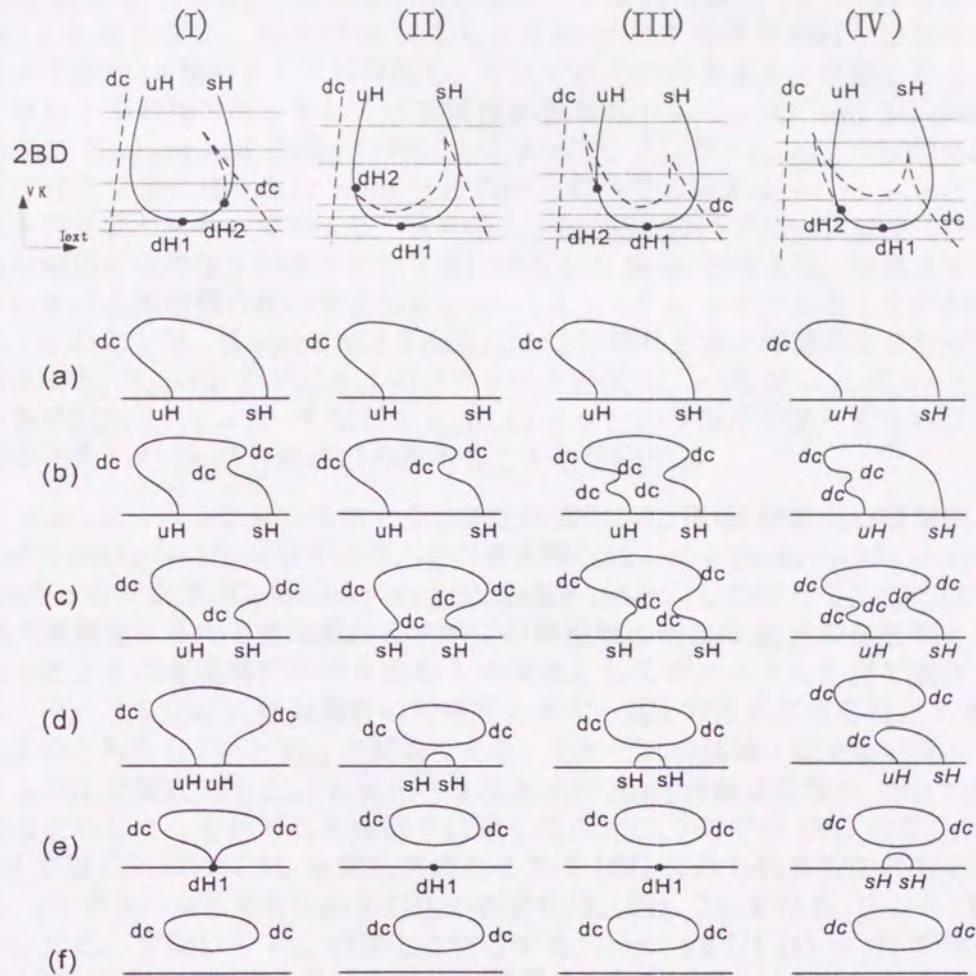 (I) (II) (III) (IV)
dc uH sH dc uH sH dc uH sH dc uH sH
2BD
V K
Iext
dc dH2 dH1
dH2 dH1
dH2 dH1 dc
dH2 dH1 dc
(a) dc dc dc dc
uH sH uH sH uH sH uH sH
(b) dc dc dc dc dc dc dc dc dc dc dc dc dc
uH sH uH sH uH sH uH sH
(c) dc dc dc dc dc dc dc dc dc dc dc dc dc do
uH sH sH sH sH sH uH sH
(d) dc dc dc dc dc dc dc dc dc
uH uH sH sH sH sH uH sH
(e) dc dc dc dc dc dc dc dc
dH1 dH1 dH1 sH sH
(f) dc dc dc dc dc dc dc dc